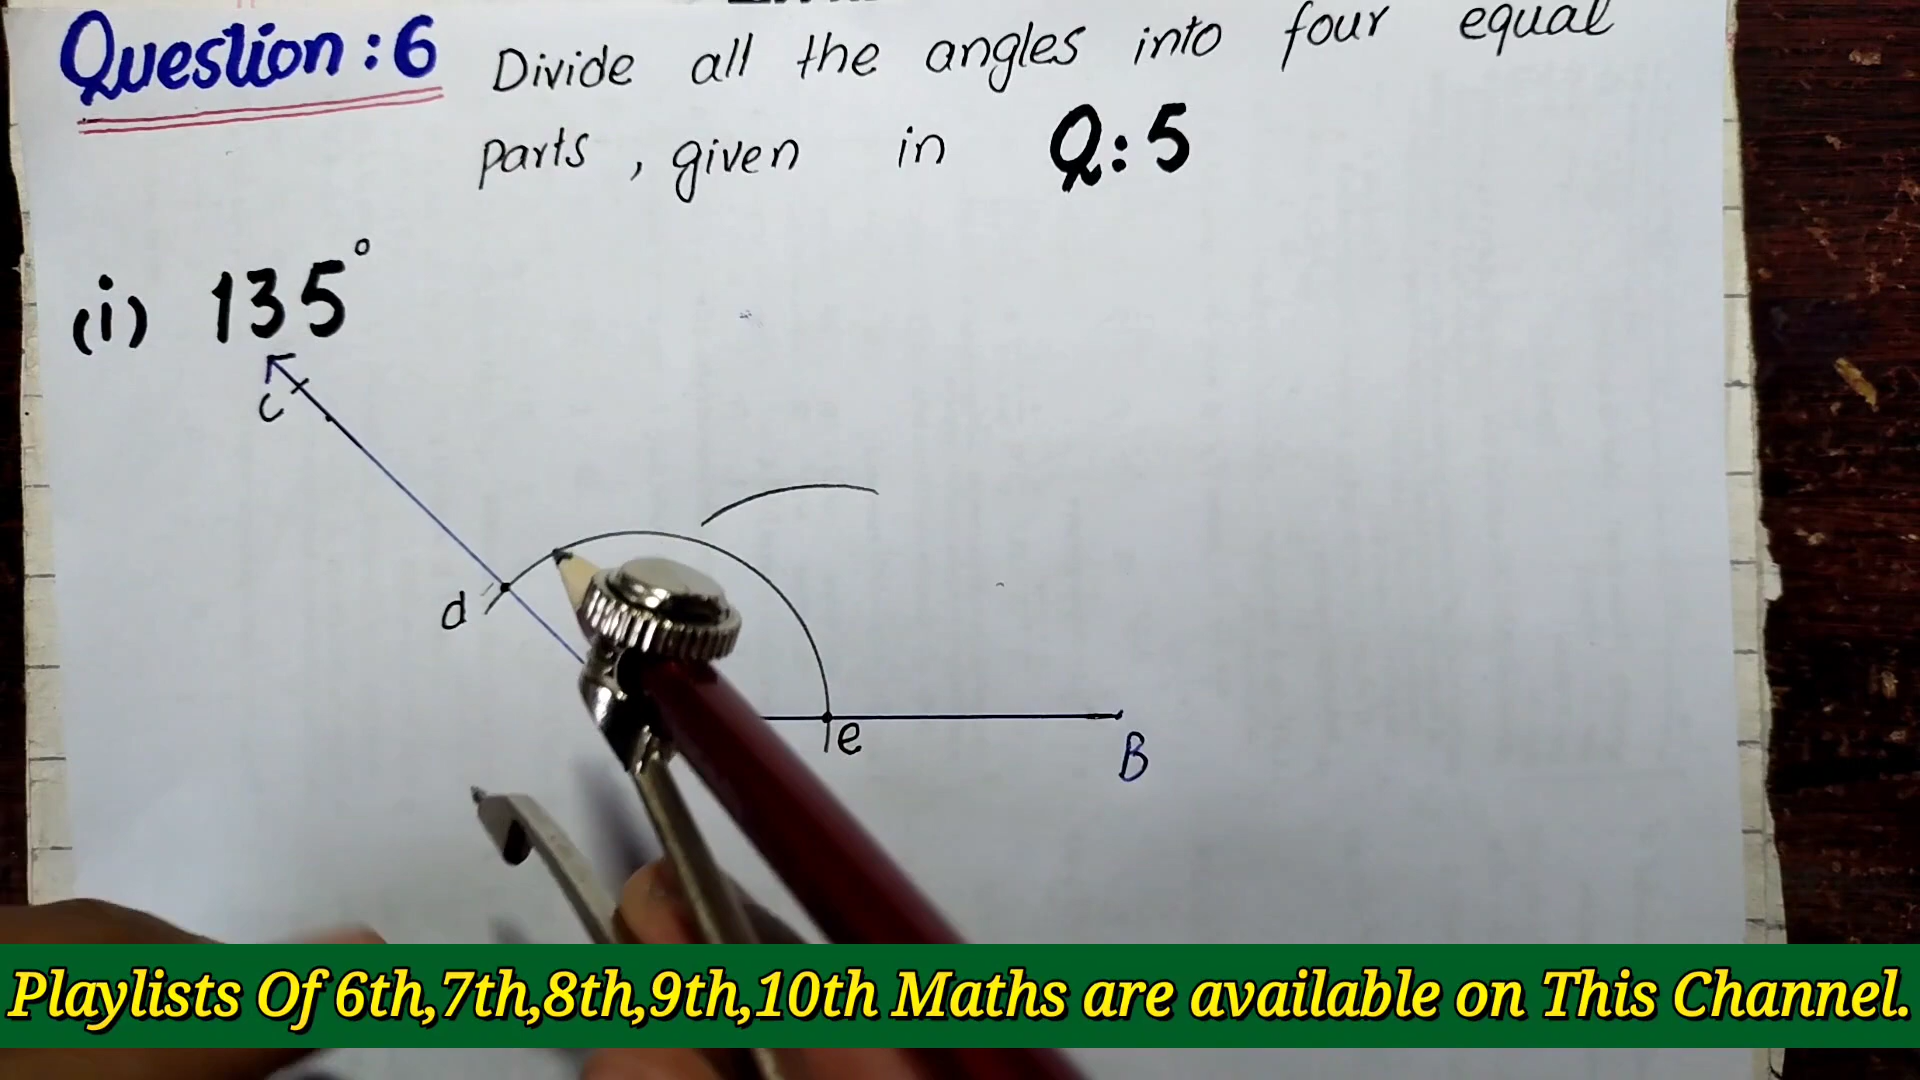 Question : 6 Divide all the angles into four equal
parts , given in Q:5
(i) 135°
C
d
e
B
Playlists Of 6th,7th,8th,9th,10th Maths are available on This Channel.